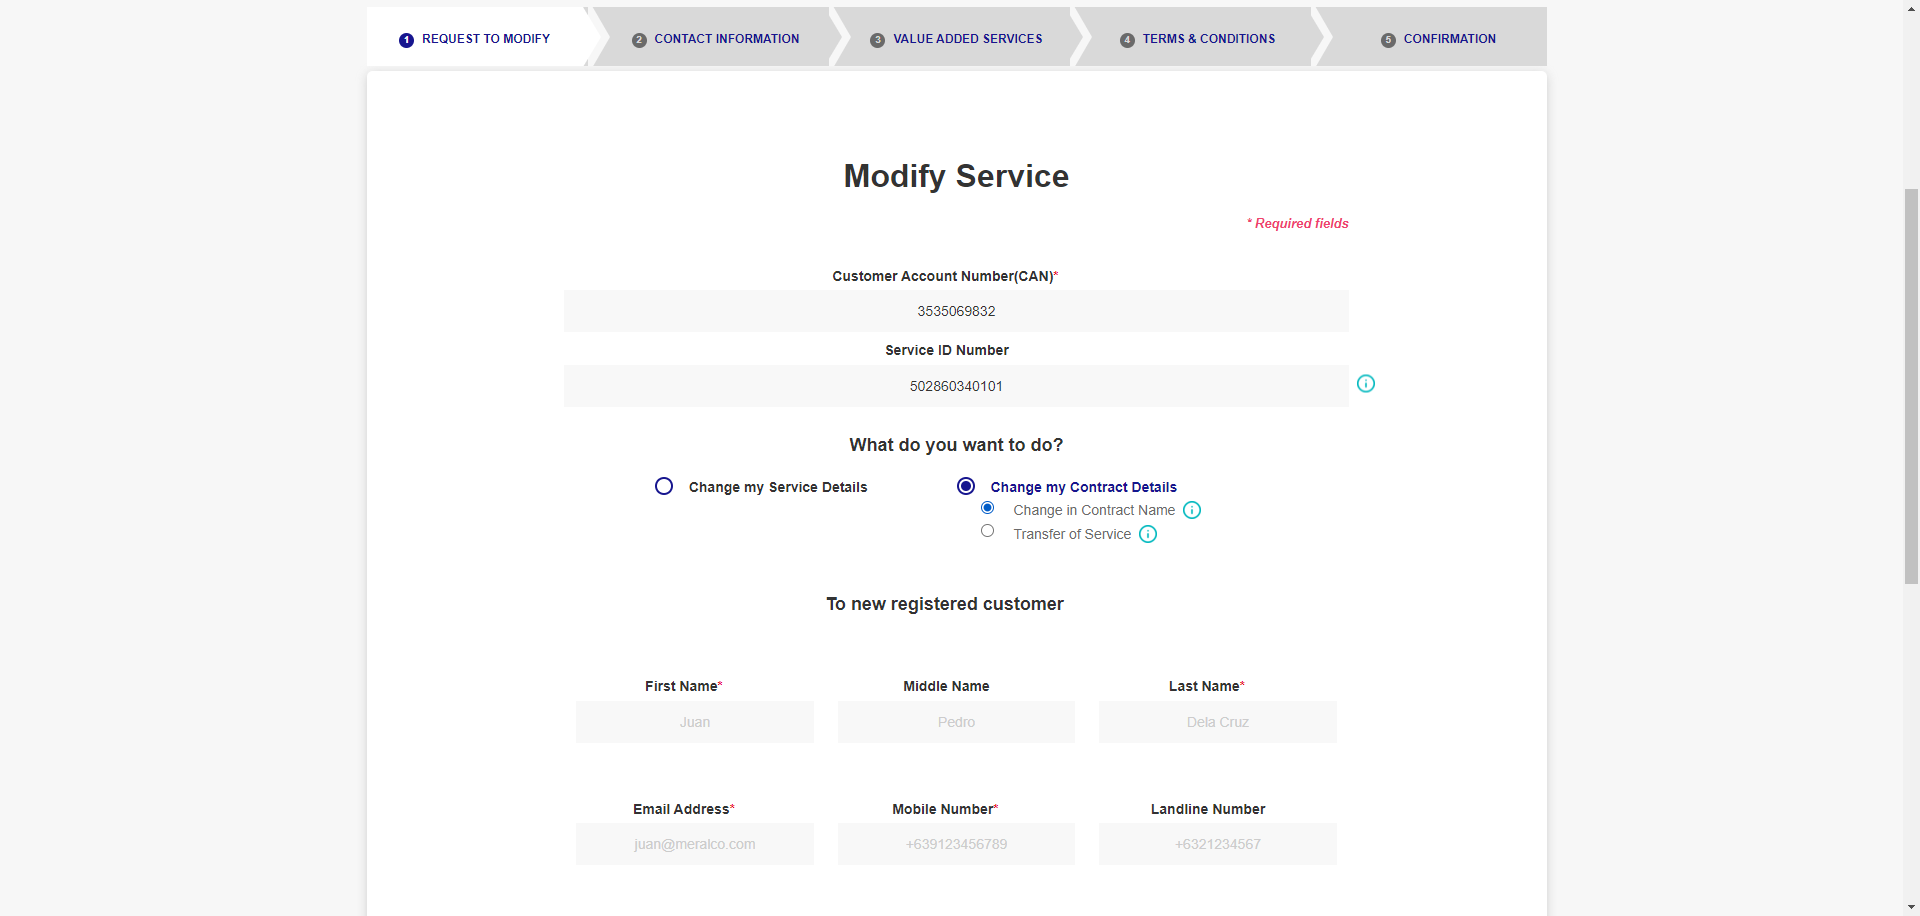 1 REQUEST TO MODIFY 2 CONTACT INFORMATION 3 VALUE ADDED SERVICES 4 TERMS & CONDITIONS 5 CONFIRMATION
Modify Service
* Required fields
Customer Account Number(CAN)*
3535069832
Service ID Number
502860340101
What do you want to do?
Change my Service Details Change my Contract Details
Change in Contract Name
Transfer of Service
To new registered customer
First Name* Middle Name Last Name*
Juan Pedro Dela Cruz
Email Address* Mobile Number* Landline Number
juan@meralco.com +639123456789 +6321234567